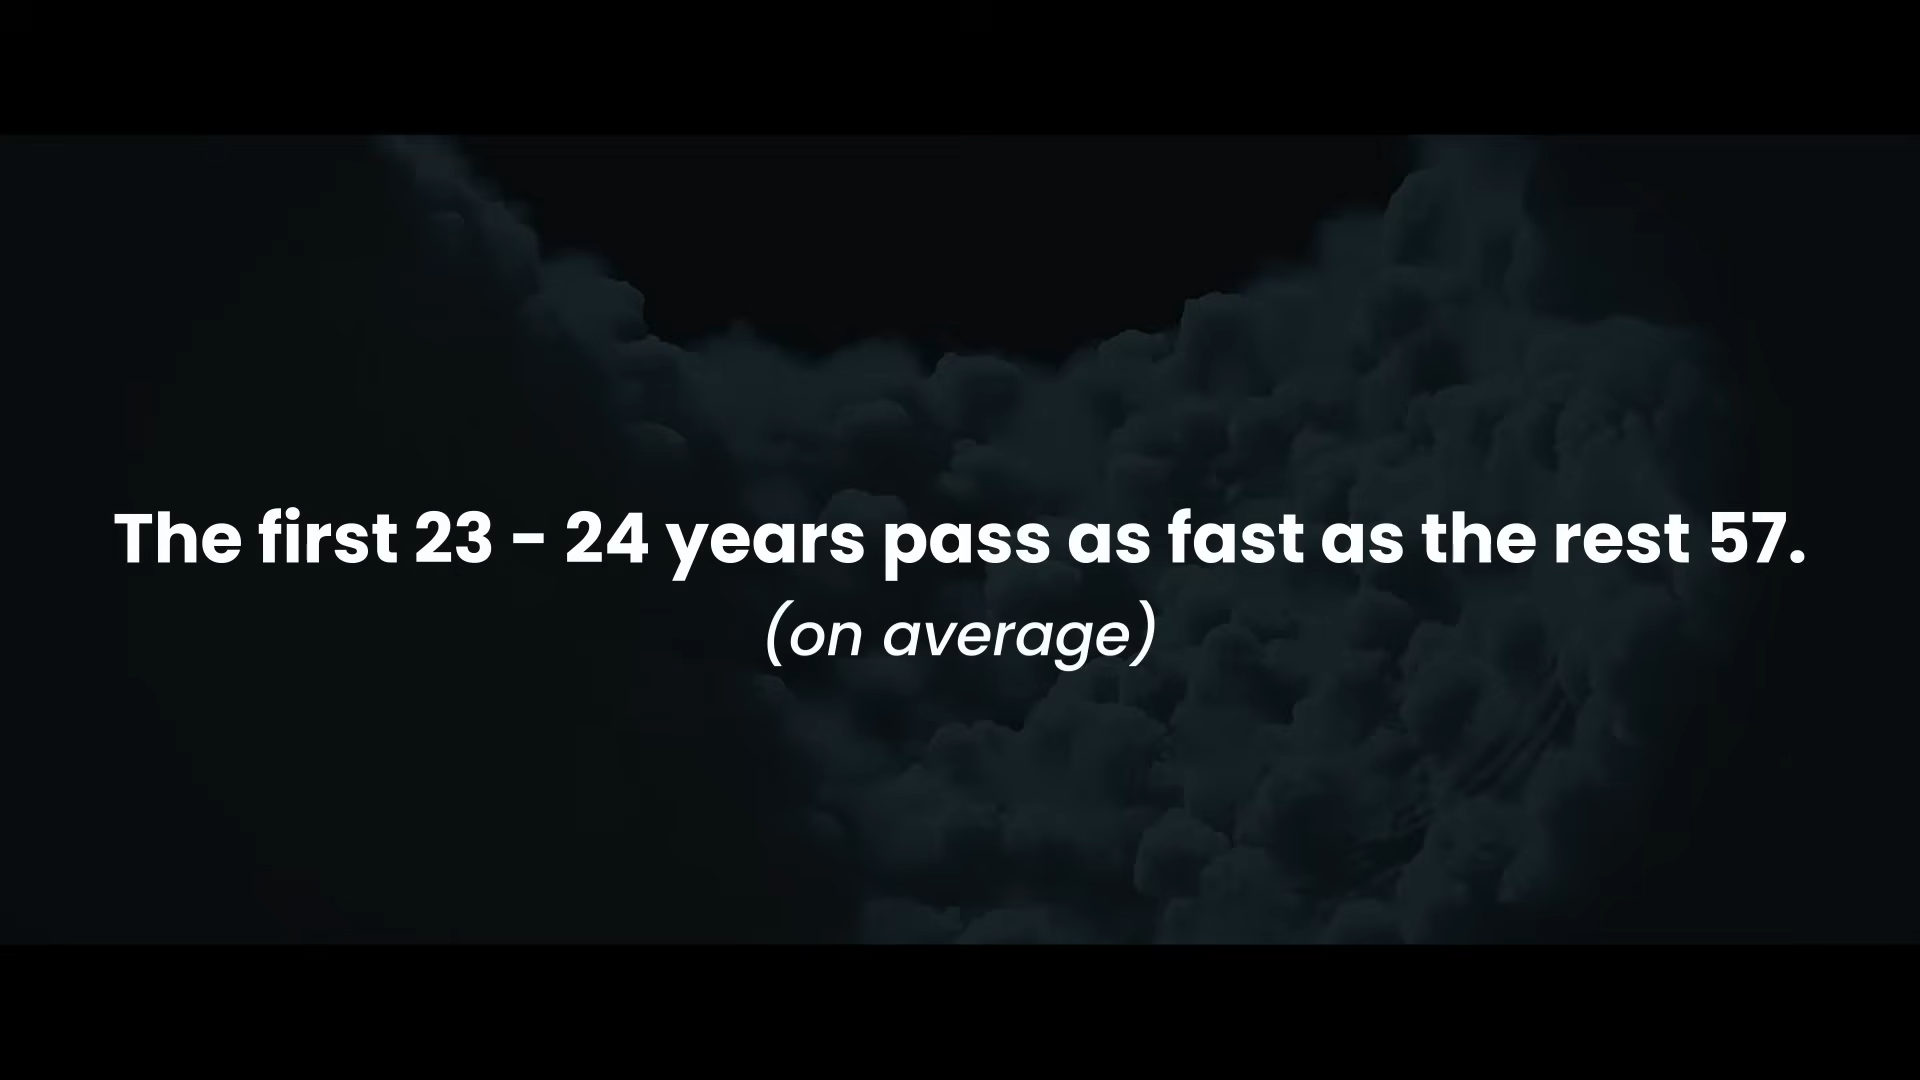 The first 23 - 24 years pass as fast as the rest 57.
(on average)